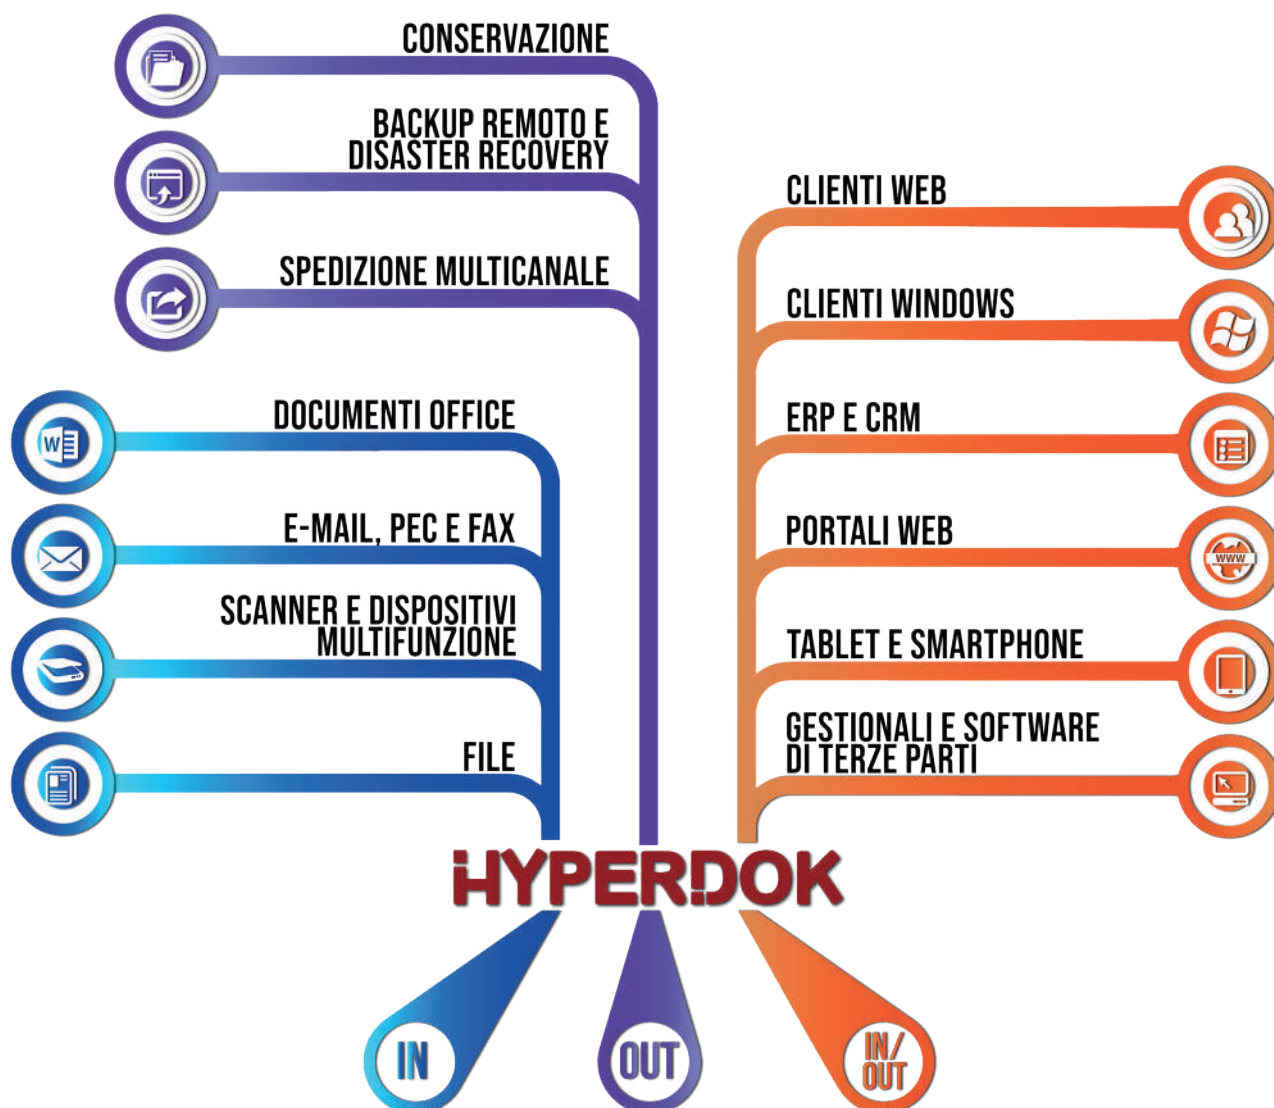 CONSERVAZIONE
BACKUP REMOTO E
DISASTER RECOVERY
SPEDIZIONE MULTICANALE
DOCUMENTI OFFICE
W
E-MAIL, PEC E FAX
SCANNER E DISPOSITIVI
MULTIFUNZIONE
FILE
CLIENTI WEB
CLIENTI WINDOWS
ERP E CRM
PORTALI WEB
WWW
TABLET E SMARTPHONE
GESTIONALI E SOFTWARE
DI TERZE PARTI
HYPERDOK
IN
OUT
IN/
OUT